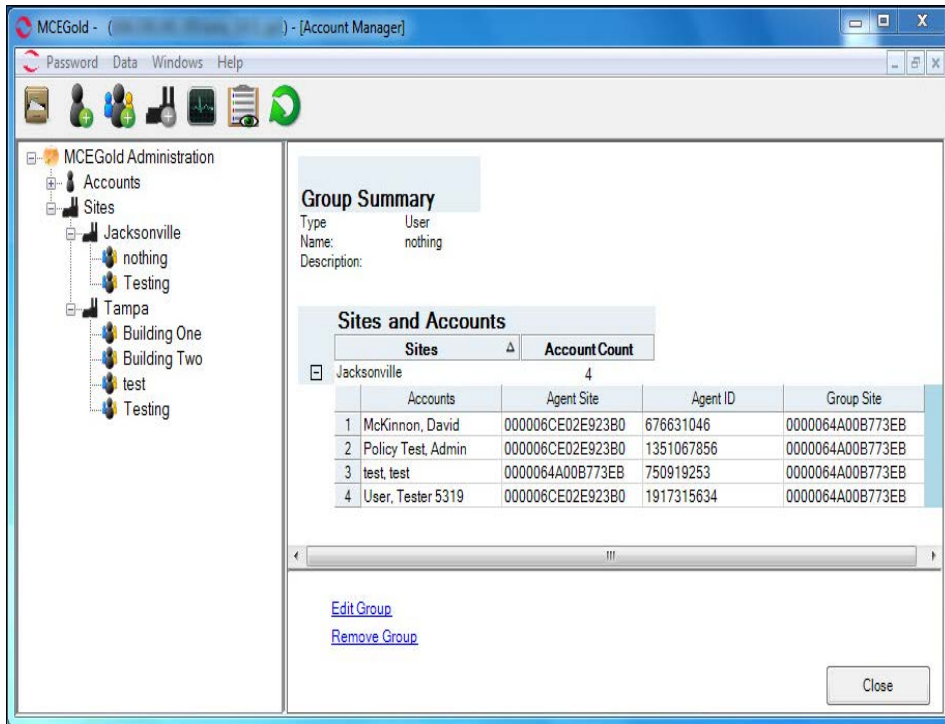 MCEGold - ( ) - [Account Manager]
Password Data Windows Help
MCEGold Administration
Accounts
Sites
Jacksonville
nothing
Testing
Tampa
Building One
Building Two
test
Testing
Group Summary
Type User
Name: nothing
Description:
Sites and Accounts
Sites Account Count
Jacksonville 4
Accounts Agent Site Agent ID Group Site
1 McKinnon, David 000006CE02E923B0 676631046 0000064A00B773EB
2 Policy Test, Admin 000006CE02E923B0 1351067856 0000064A00B773EB
3 test, test 0000064A00B773EB 750919253 0000064A00B773EB
4 User, Tester 5319 000006CE02E923B0 1917315634 0000064A00B773EB
Edit Group
Remove Group
Close